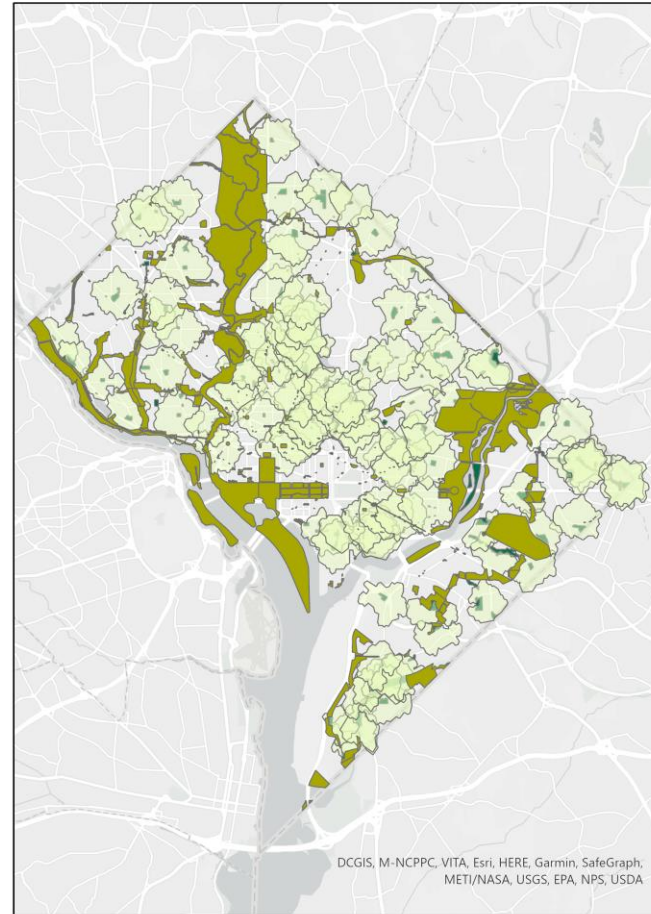 DCGIS, M-NCPPC, VITA, Esri, HERE, Garmin, SafeGraph,
METI/NASA, USGS, EPA, NPS, USDA